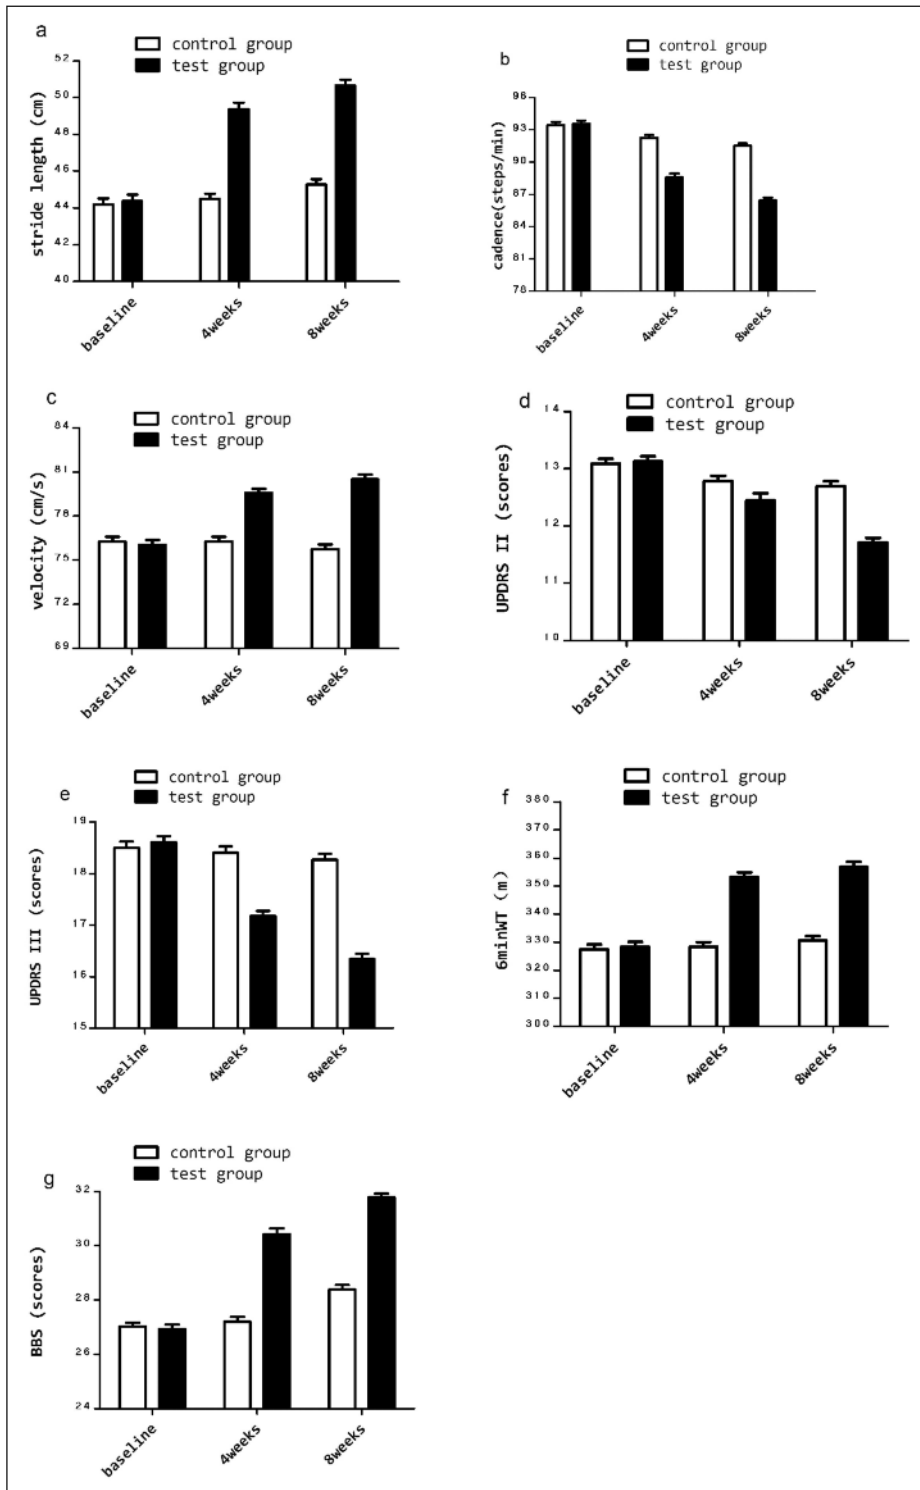 a
control group
test group
stride length (cm)
52
50
48
46
44
42
40
baseline
4weeks
8weeks
b
control group
test group
cadence(steps/min)
96
93
90
87
84
81
78
baseline
4weeks
8weeks
c
control group
test group
velocity (cm/s)
84
81
78
75
72
69
baseline
4weeks
8weeks
d
control group
test group
UPDRS II (scores)
14
13
12
11
10
baseline
4weeks
8weeks
e
control group
test group
UPDRS III (scores)
19
18
17
16
15
baseline
4weeks
8weeks
f
control group
test group
6minWT (m)
380
370
360
350
340
330
320
310
300
baseline
4weeks
8weeks
g
control group
test group
BBS (scores)
32
30
28
26
24
baseline
4weeks
8weeks